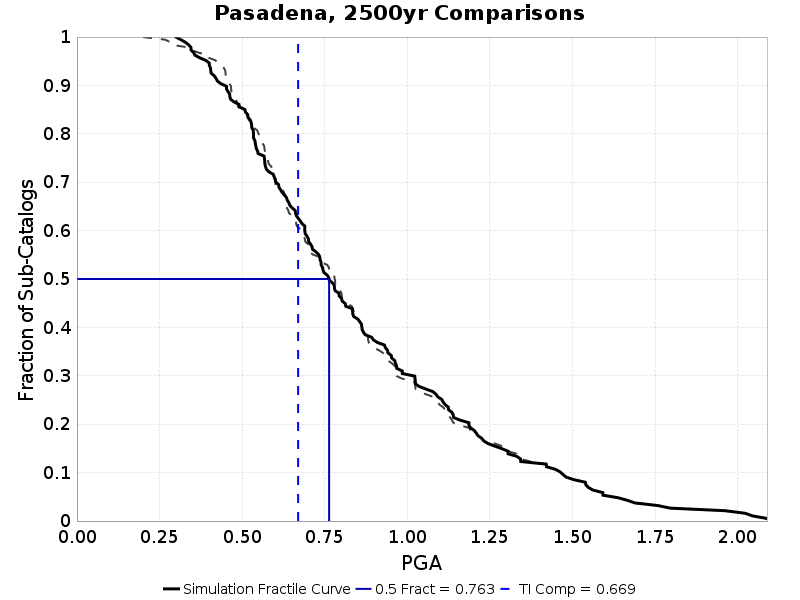 Pasadena, 2500yr Comparisons
1
0.9
0.8
0.7
0.6
0.5
0.4
0.3
0.2
0.1
0
Fraction of Sub-Catalogs
0.00 0.25 0.50 0.75 1.00 1.25 1.50 1.75 2.00
PGA
Simulation Fractile Curve 0.5 Fract = 0.763 TI Comp = 0.669